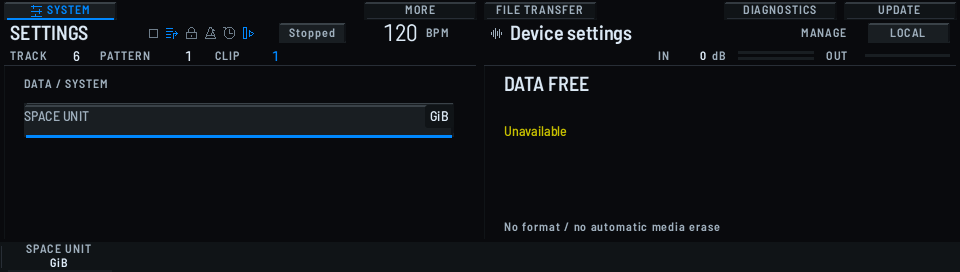 SYSTEM MORE FILE TRANSFER DIAGNOSTICS UPDATE
SETTINGS Stopped 120 BPM Device settings MANAGE LOCAL
TRACK 6 PATTERN 1 CLIP 1 IN 0 dB OUT
DATA / SYSTEM
DATA FREE
SPACE UNIT GiB
Unavailable
No format / no automatic media erase
SPACE UNIT
GiB